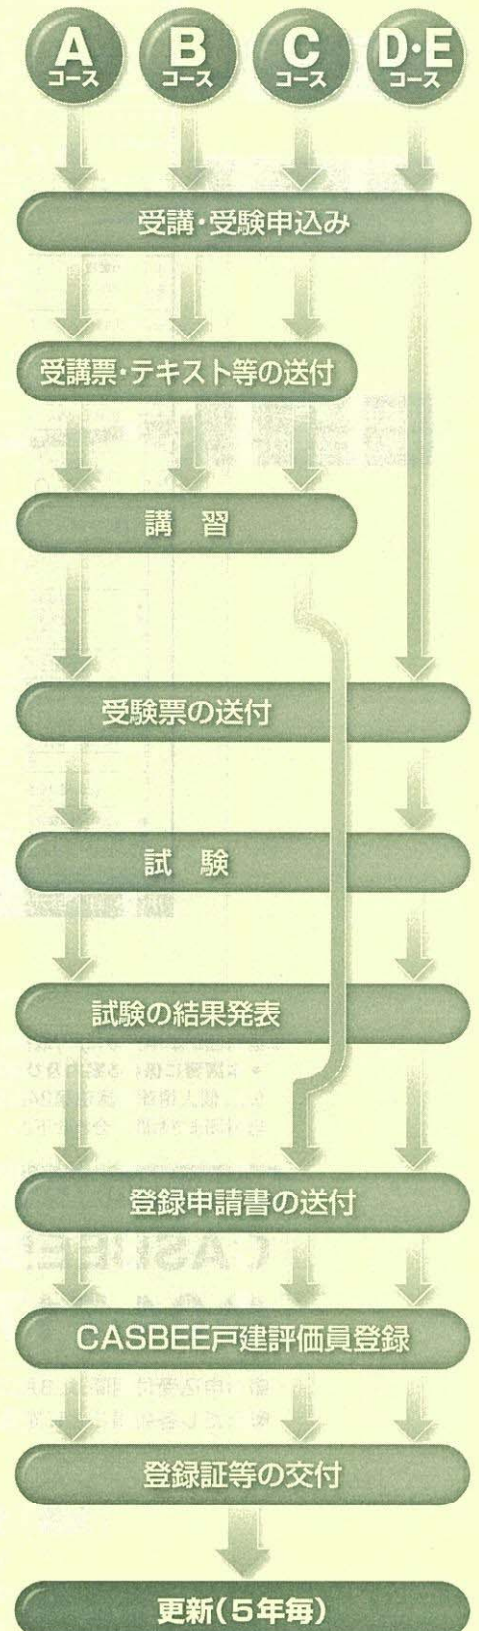 A
コース
B
コース
C
コース
D・E
コース
受講・受験申込み
受講票・テキスト等の送付
講 習
受験票の送付
試 験
試験の結果発表
登録申請書の送付
CASBEE戸建評価員登録
登録証等の交付
更新(5年毎)